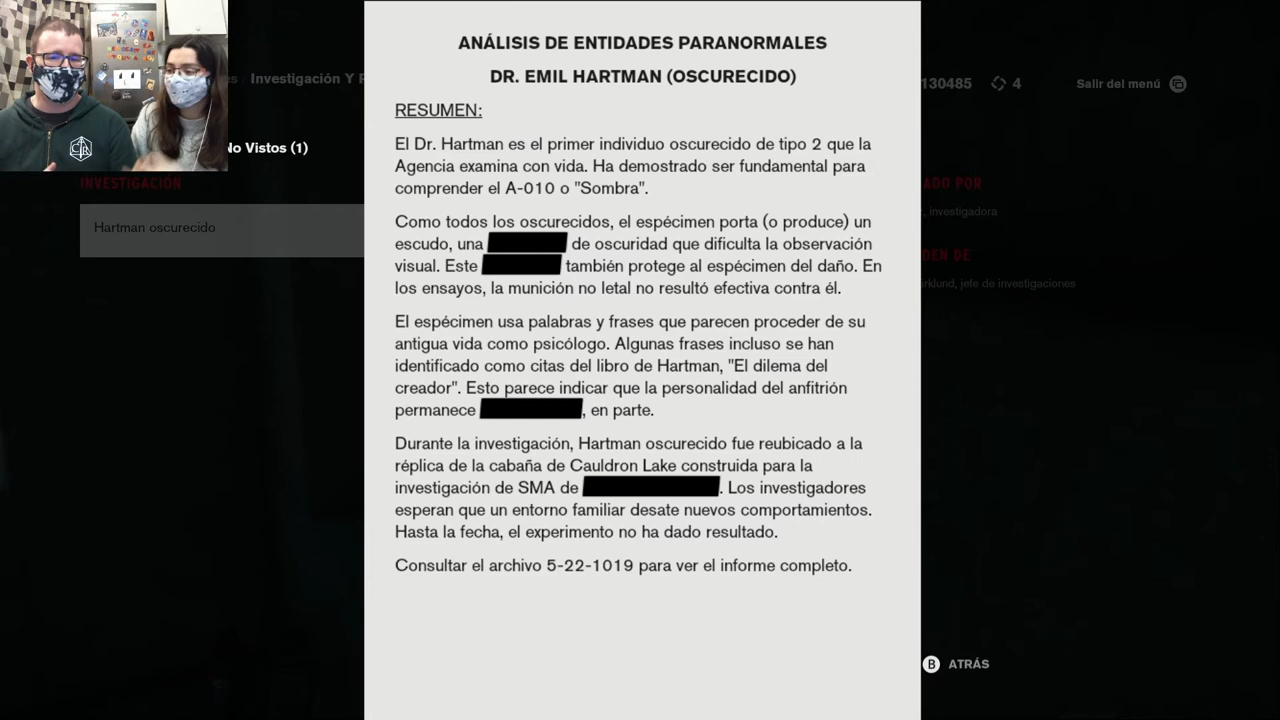 ANÁLISIS DE ENTIDADES PARANORMALES
DR. EMIL HARTMAN (OSCURECIDO)
RESUMEN:
El Dr. Hartman es el primer individuo oscurecido de tipo 2 que la
Agencia examina con vida. Ha demostrado ser fundamental para
comprender el A-010 o "Sombra".
Como todos los oscurecidos, el espécimen porta (o produce) un
escudo, una de oscuridad que dificulta la observación
visual. Este también protege al espécimen del daño. En
los ensayos, la munición no letal no resultó efectiva contra él.
El espécimen usa palabras y frases que parecen proceder de su
antigua vida como psicólogo. Algunas frases incluso se han
identificado como citas del libro de Hartman, "El dilema del
creador". Esto parece indicar que la personalidad del anfitrión
permanece , en parte.
Durante la investigación, Hartman oscurecido fue reubicado a la
réplica de la cabaña de Cauldron Lake construida para la
investigación de SMA de . Los investigadores
esperan que un entorno familiar desate nuevos comportamientos.
Hasta la fecha, el experimento no ha dado resultado.
Consultar el archivo 5-22-1019 para ver el informe completo.
Investigación Y
No Vistos (1)
INVESTIGACIÓN
Hartman oscurecido
130485
4
Salir del menú
ADO POR
, investigadora
DEN DE
rklund, jefe de investigaciones
B ATRÁS